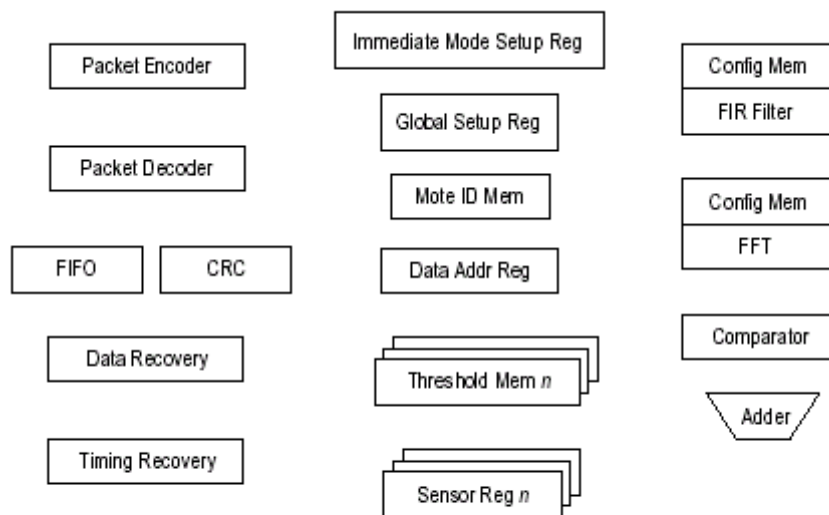 Packet Encoder
Packet Decoder
FIFO
CRC
Data Recovery
Timing Recovery
Immediate Mode Setup Reg
Global Setup Reg
Mote ID Mem
Data Addr Reg
Threshold Mem n
Sensor Reg n
Config Mem
FIR Filter
Config Mem
FFT
Comparator
Adder